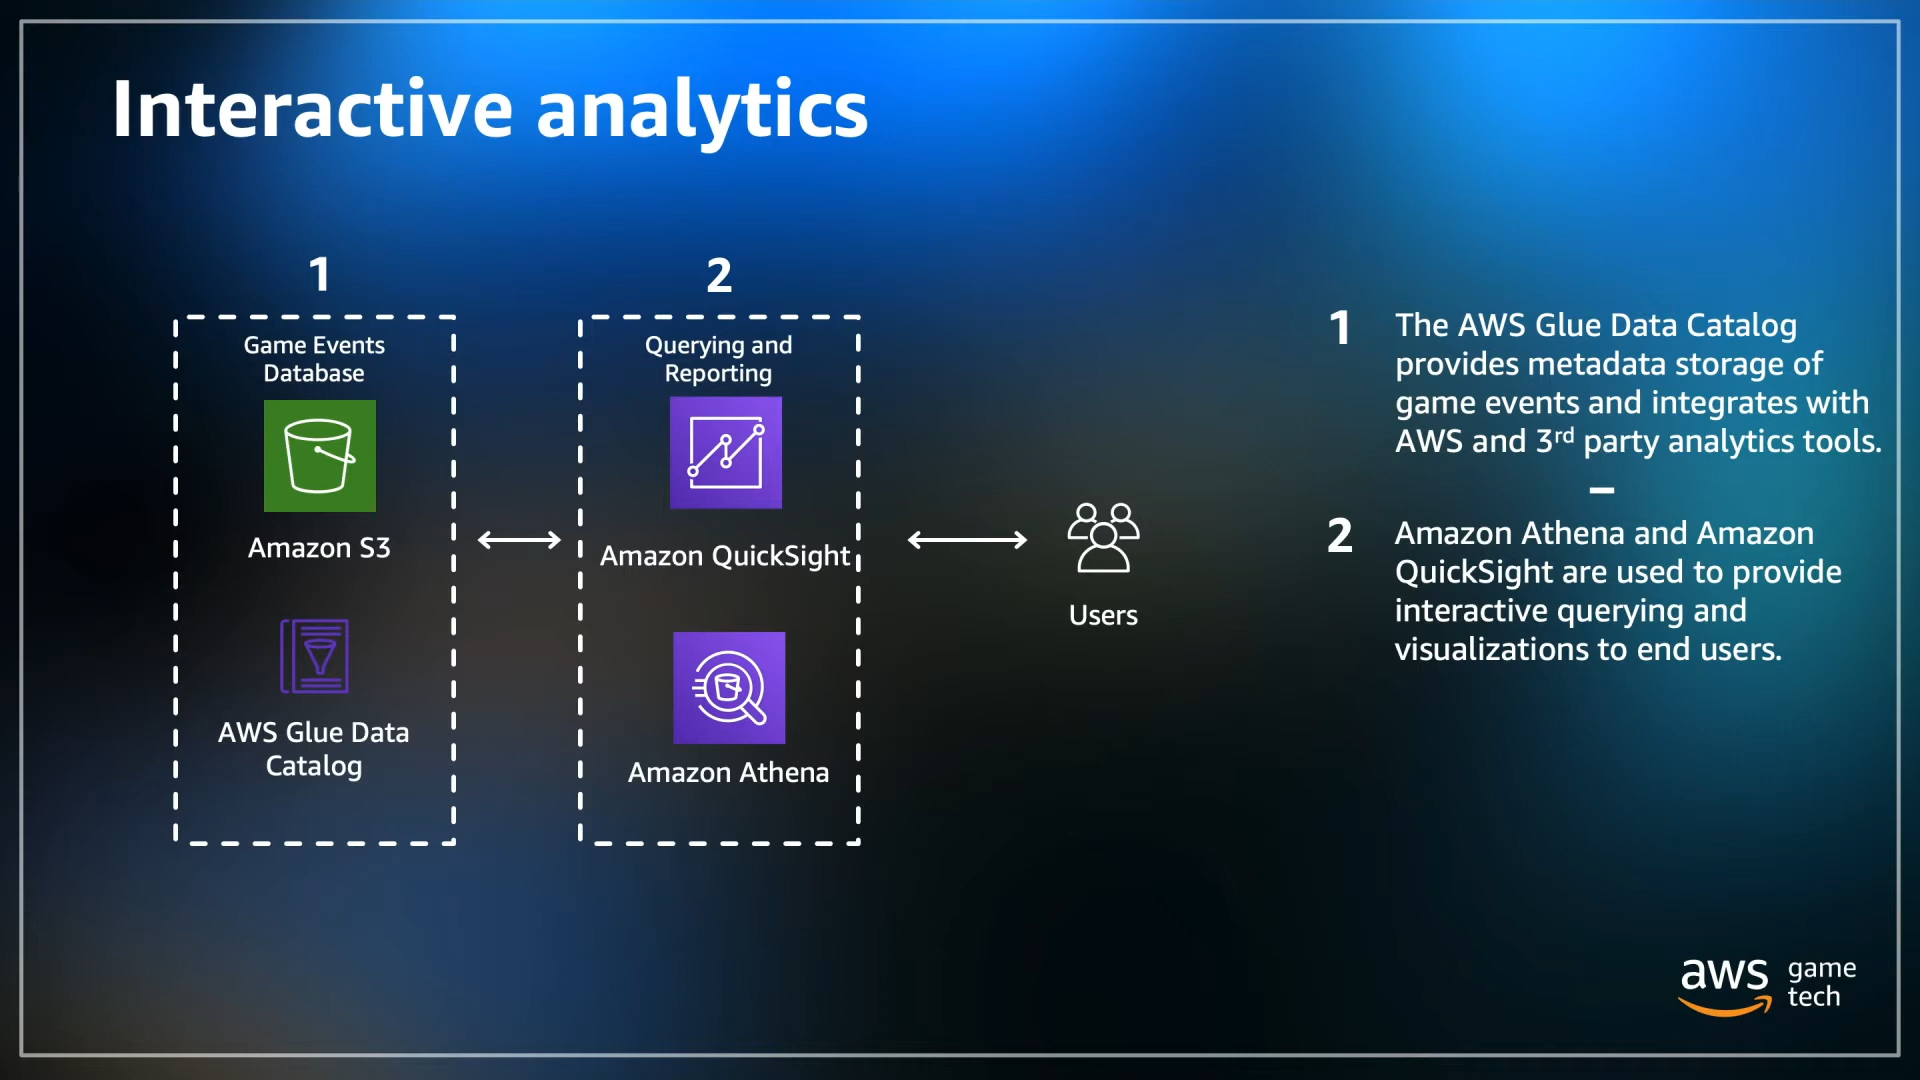 Interactive analytics
1
Game Events
Database
Amazon S3
AWS Glue Data
Catalog
2
Querying and
Reporting
Amazon QuickSight
Amazon Athena
Users
1
The AWS Glue Data Catalog
provides metadata storage of
game events and integrates with
AWS and 3rd party analytics tools.
2
Amazon Athena and Amazon
QuickSight are used to provide
interactive querying and
visualizations to end users.
aws
game
tech